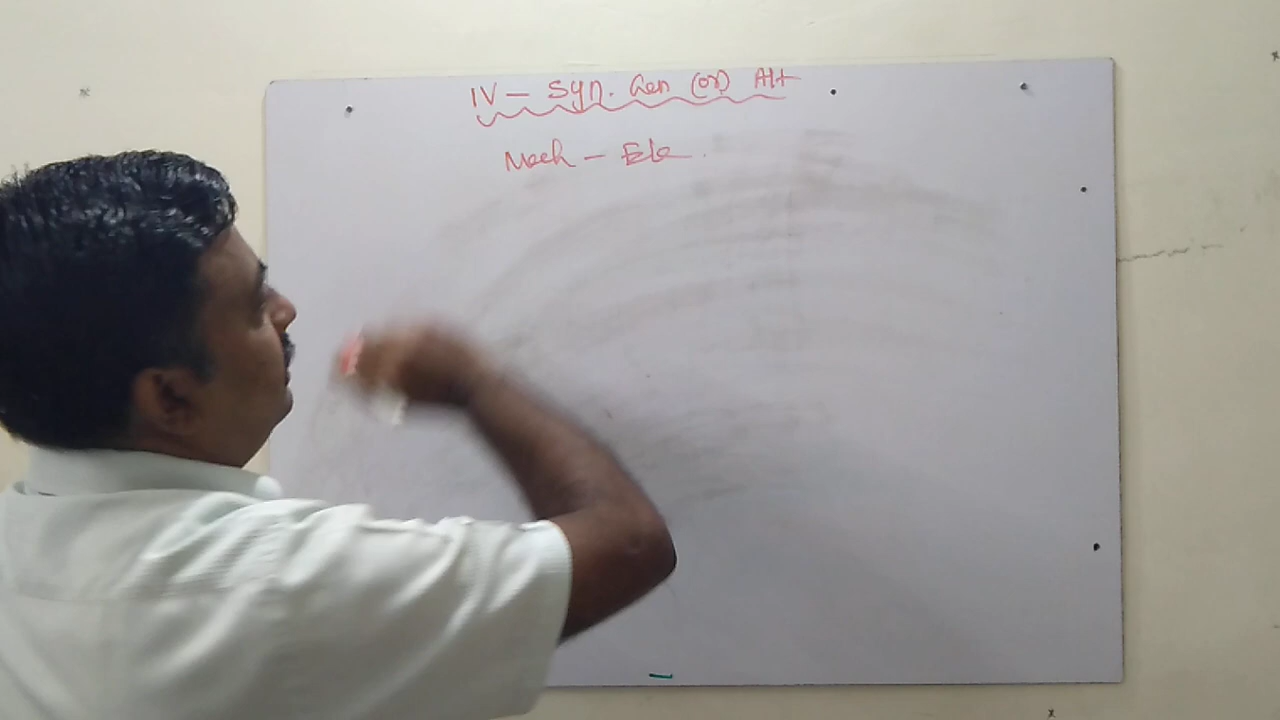 IV - Syn. Gen (or) Alt
Mech - Ele.